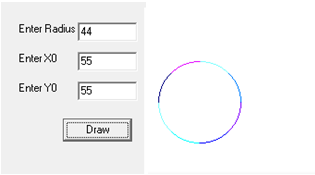 Enter Radius 44
Enter X0 55
Enter Y0 55
Draw